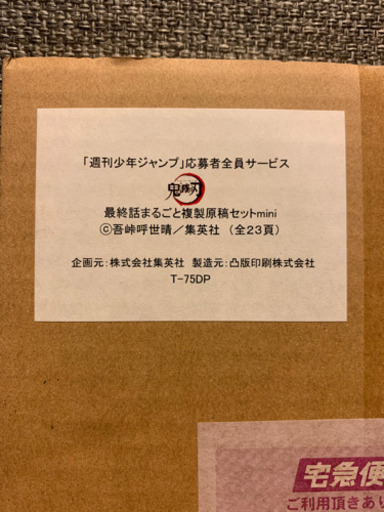 「週刊少年ジャンプ」応募者全員サービス
鬼滅ノ刃
最終話まるごと複製原稿セットmini
©吾峠呼世晴／集英社　（全23頁）
企画元：株式会社集英社　製造元：凸版印刷株式会社
T-75DP
宅急便
ご利用頂きあり